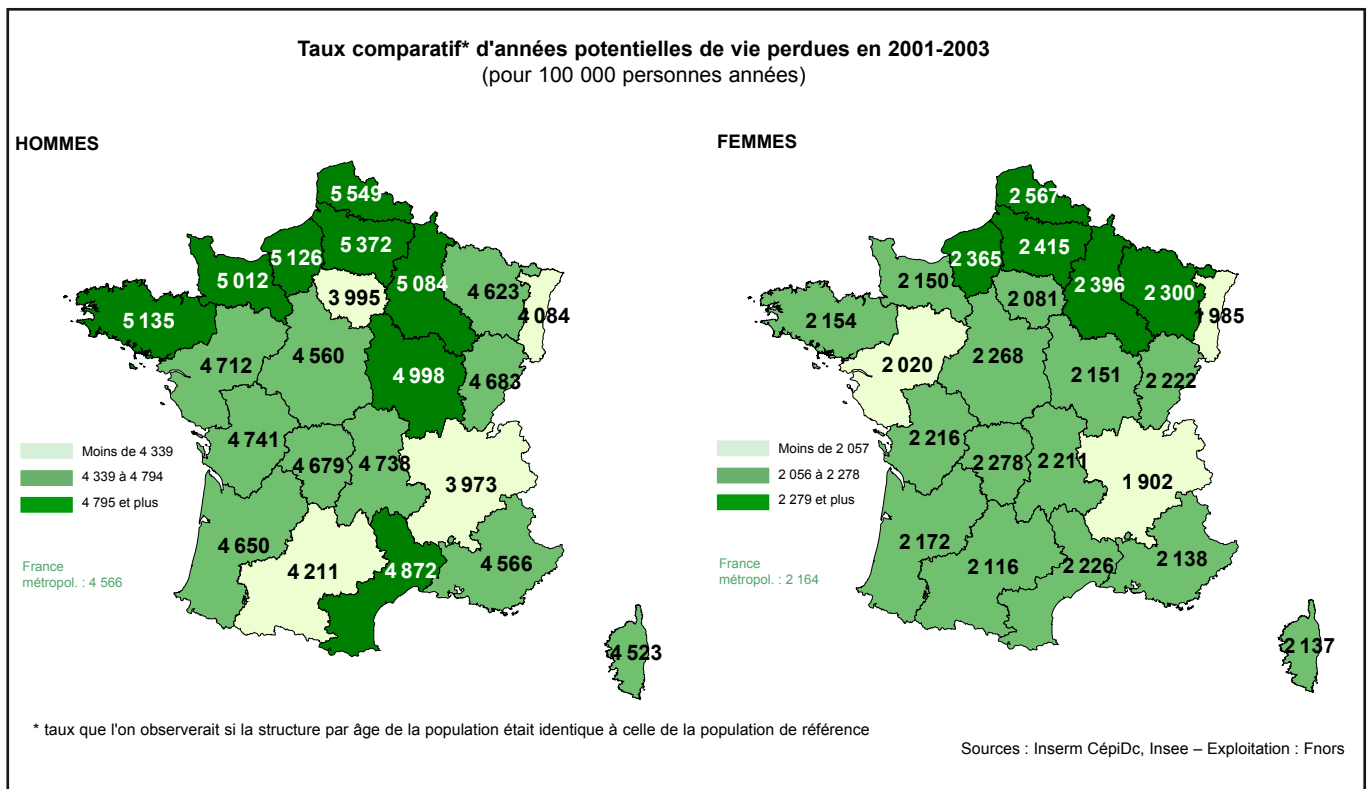 Taux comparatif* d'années potentielles de vie perdues en 2001-2003
(pour 100 000 personnes années)
HOMMES
5 549
5 372
5 126
5 012
5 084
4 623
3 995
4 084
5 135
4 712
4 560
4 998
4 683
4 741
4 679
4 738
3 973
4 650
4 211
4 872
4 566
4 523
Moins de 4 339
4 339 à 4 794
4 795 et plus
France
métropol. : 4 566
FEMMES
2 567
2 415
2 365
2 150
2 396
2 300
2 081
1 985
2 154
2 020
2 268
2 151
2 222
2 216
2 278
2 211
1 902
2 172
2 116
2 226
2 138
2 137
Moins de 2 057
2 056 à 2 278
2 279 et plus
France
métropol. : 2 164
* taux que l'on observerait si la structure par âge de la population était identique à celle de la population de référence
Sources : Inserm CépiDc, Insee – Exploitation : Fnors